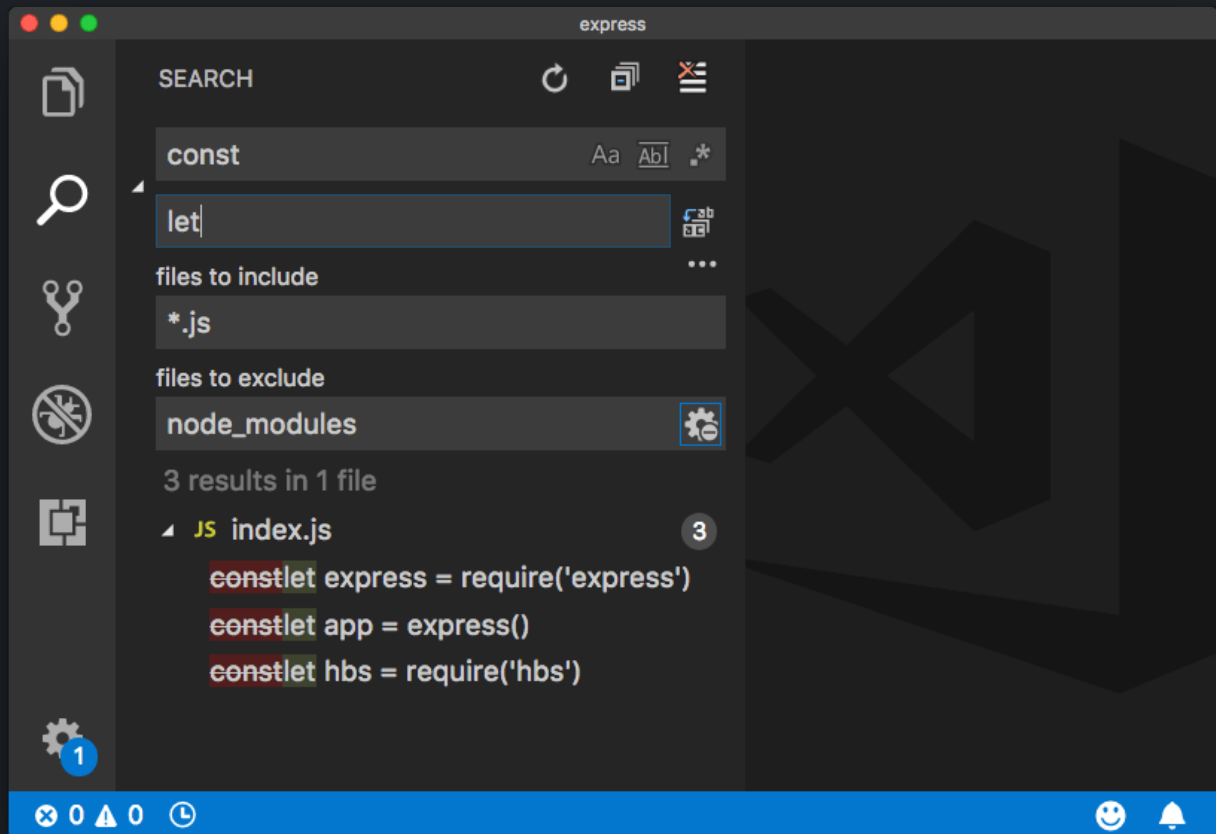 express
SEARCH
const Aa Abl .*
let
...
files to include
*.js
files to exclude
node_modules
3 results in 1 file
JS index.js 3
constlet express = require('express')
constlet app = express()
constlet hbs = require('hbs')
1
0 0